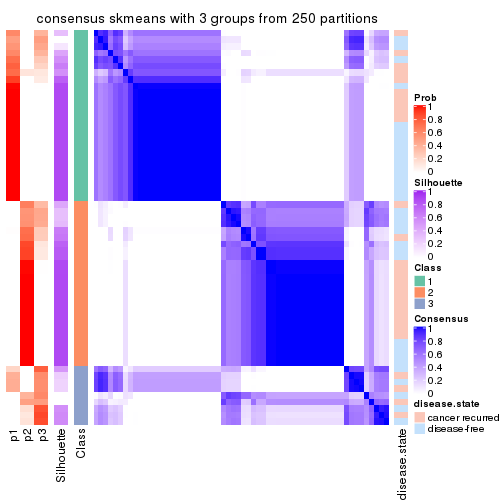 consensus skmeans with 3 groups from 250 partitions
Prob
1
0.8
0.6
0.4
0.2
0
Silhouette
1
0.8
0.6
0.4
0.2
0
Class
1
2
3
Consensus
1
0.8
0.6
0.4
0.2
0
disease.state
cancer recurred
disease-free
p1
p2
p3
Silhouette
Class
disease.state